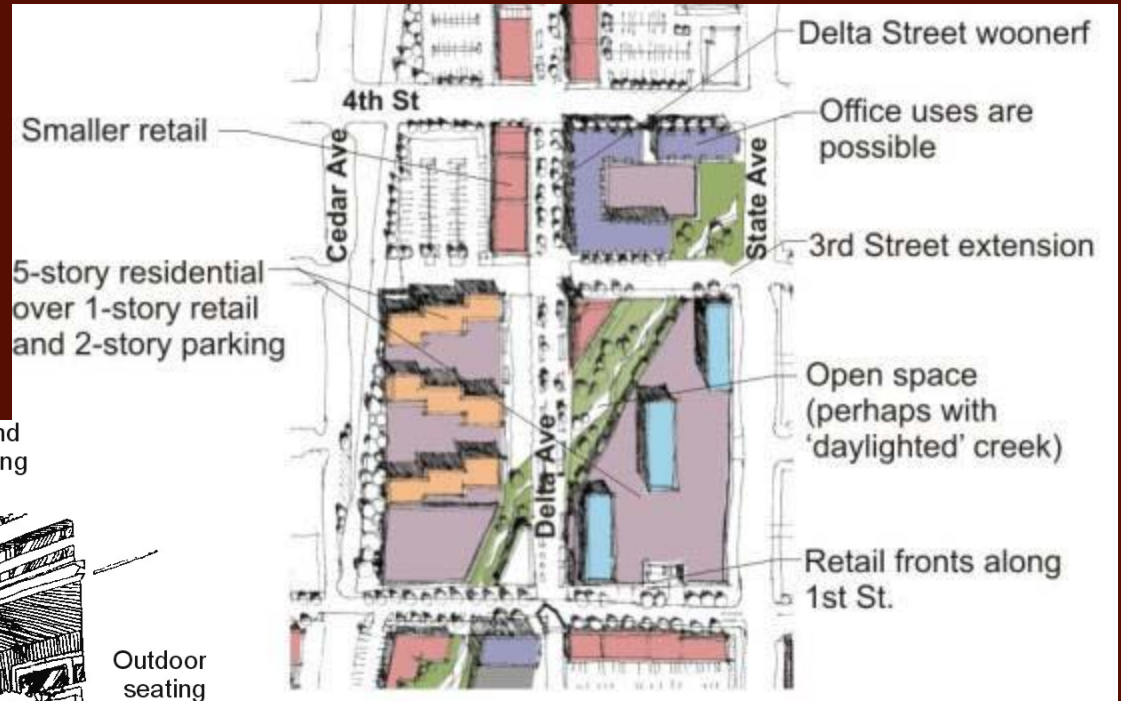 Delta Street woonerf
4th St
Office uses are
possible
Smaller retail
Cedar Ave
State Ave
3rd Street extension
5-story residential
over 1-story retail
and 2-story parking
Open space
(perhaps with
‘daylighted’ creek)
Delta Ave
Retail fronts along
1st St.
Outdoor
seating